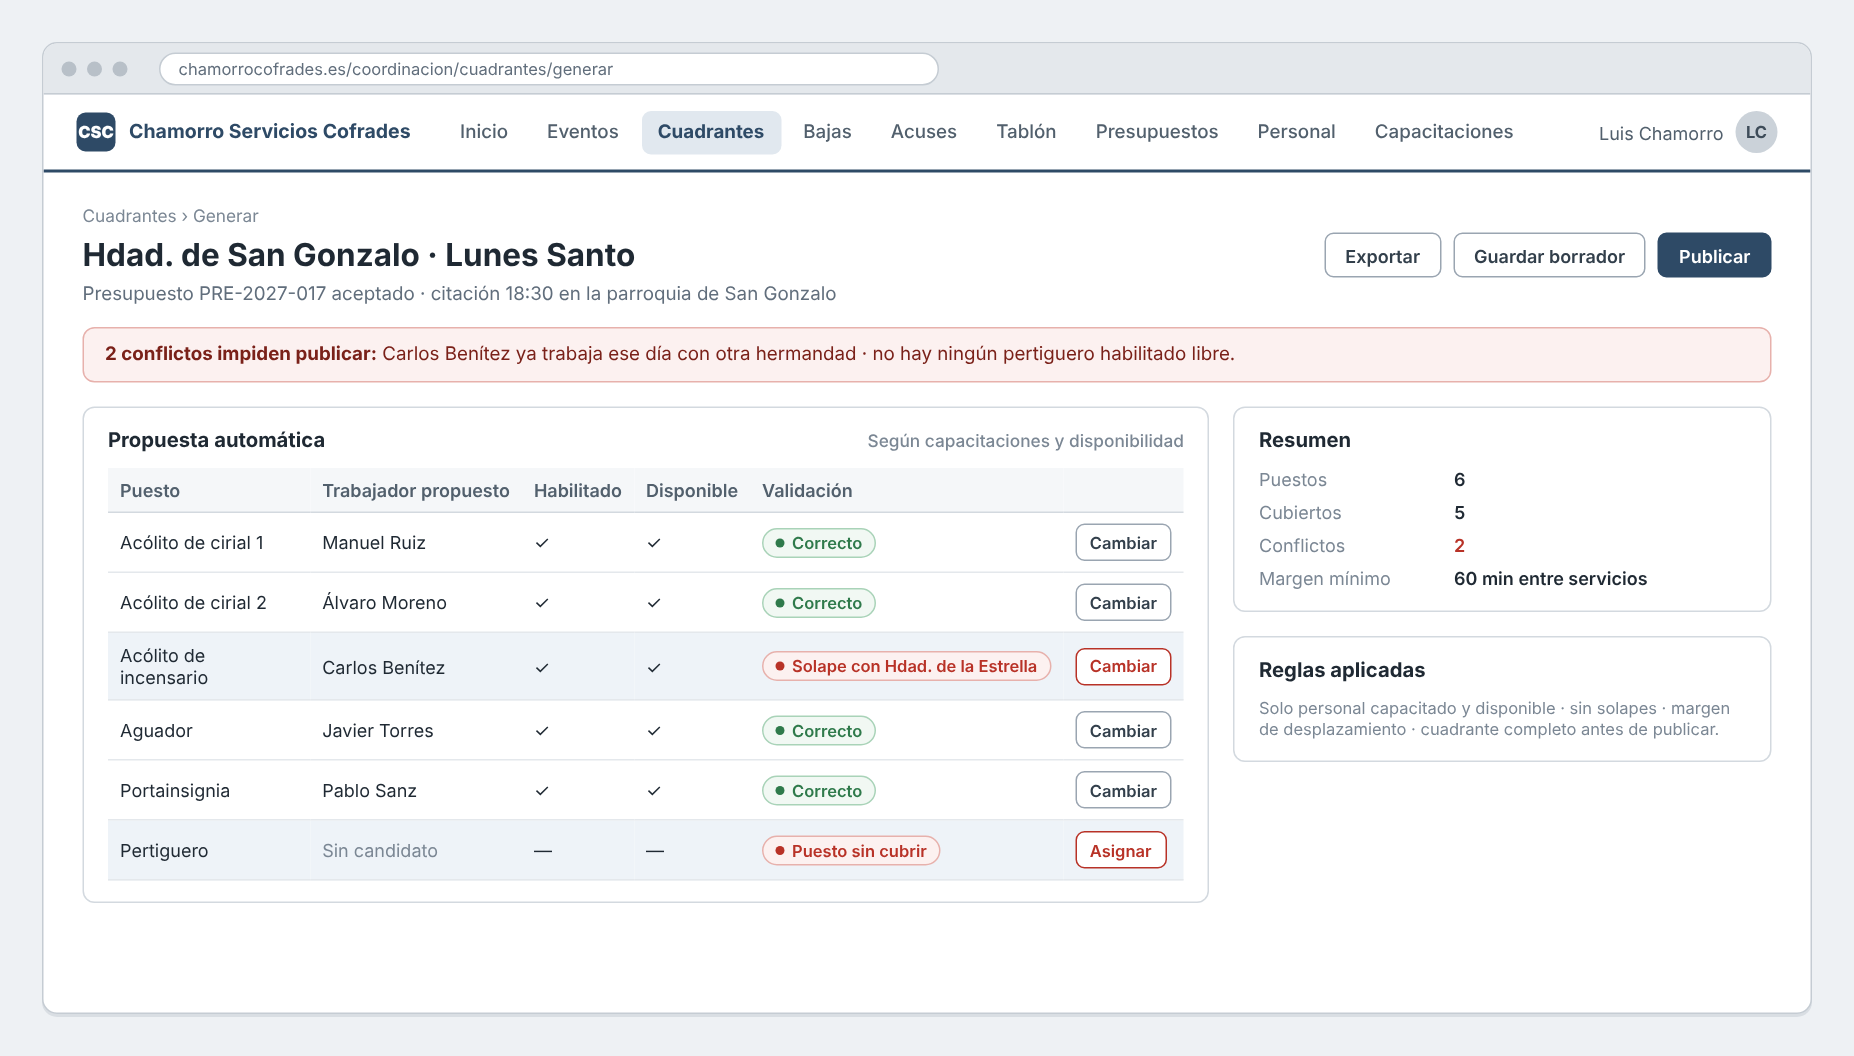 chamorrocofrades.es/coordinacion/cuadrantes/generar
CSC Chamorro Servicios Cofrades Inicio Eventos Cuadrantes Bajas Acuses Tablón Presupuestos Personal Capacitaciones Luis Chamorro LC
Cuadrantes › Generar
Hdad. de San Gonzalo · Lunes Santo
Exportar Guardar borrador Publicar
Presupuesto PRE-2027-017 aceptado · citación 18:30 en la parroquia de San Gonzalo
2 conflictos impiden publicar: Carlos Benítez ya trabaja ese día con otra hermandad · no hay ningún pertiguero habilitado libre.
Propuesta automática Según capacitaciones y disponibilidad
Puesto Trabajador propuesto Habilitado Disponible Validación
Acólito de cirial 1 Manuel Ruiz ✓ ✓ Correcto Cambiar
Acólito de cirial 2 Álvaro Moreno ✓ ✓ Correcto Cambiar
Acólito de
incensario Carlos Benítez ✓ ✓ Solape con Hdad. de la Estrella Cambiar
Aguador Javier Torres ✓ ✓ Correcto Cambiar
Portainsignia Pablo Sanz ✓ ✓ Correcto Cambiar
Pertiguero Sin candidato — — Puesto sin cubrir Asignar
Resumen
Puestos 6
Cubiertos 5
Conflictos 2
Margen mínimo 60 min entre servicios
Reglas aplicadas
Solo personal capacitado y disponible · sin solapes · margen
de desplazamiento · cuadrante completo antes de publicar.